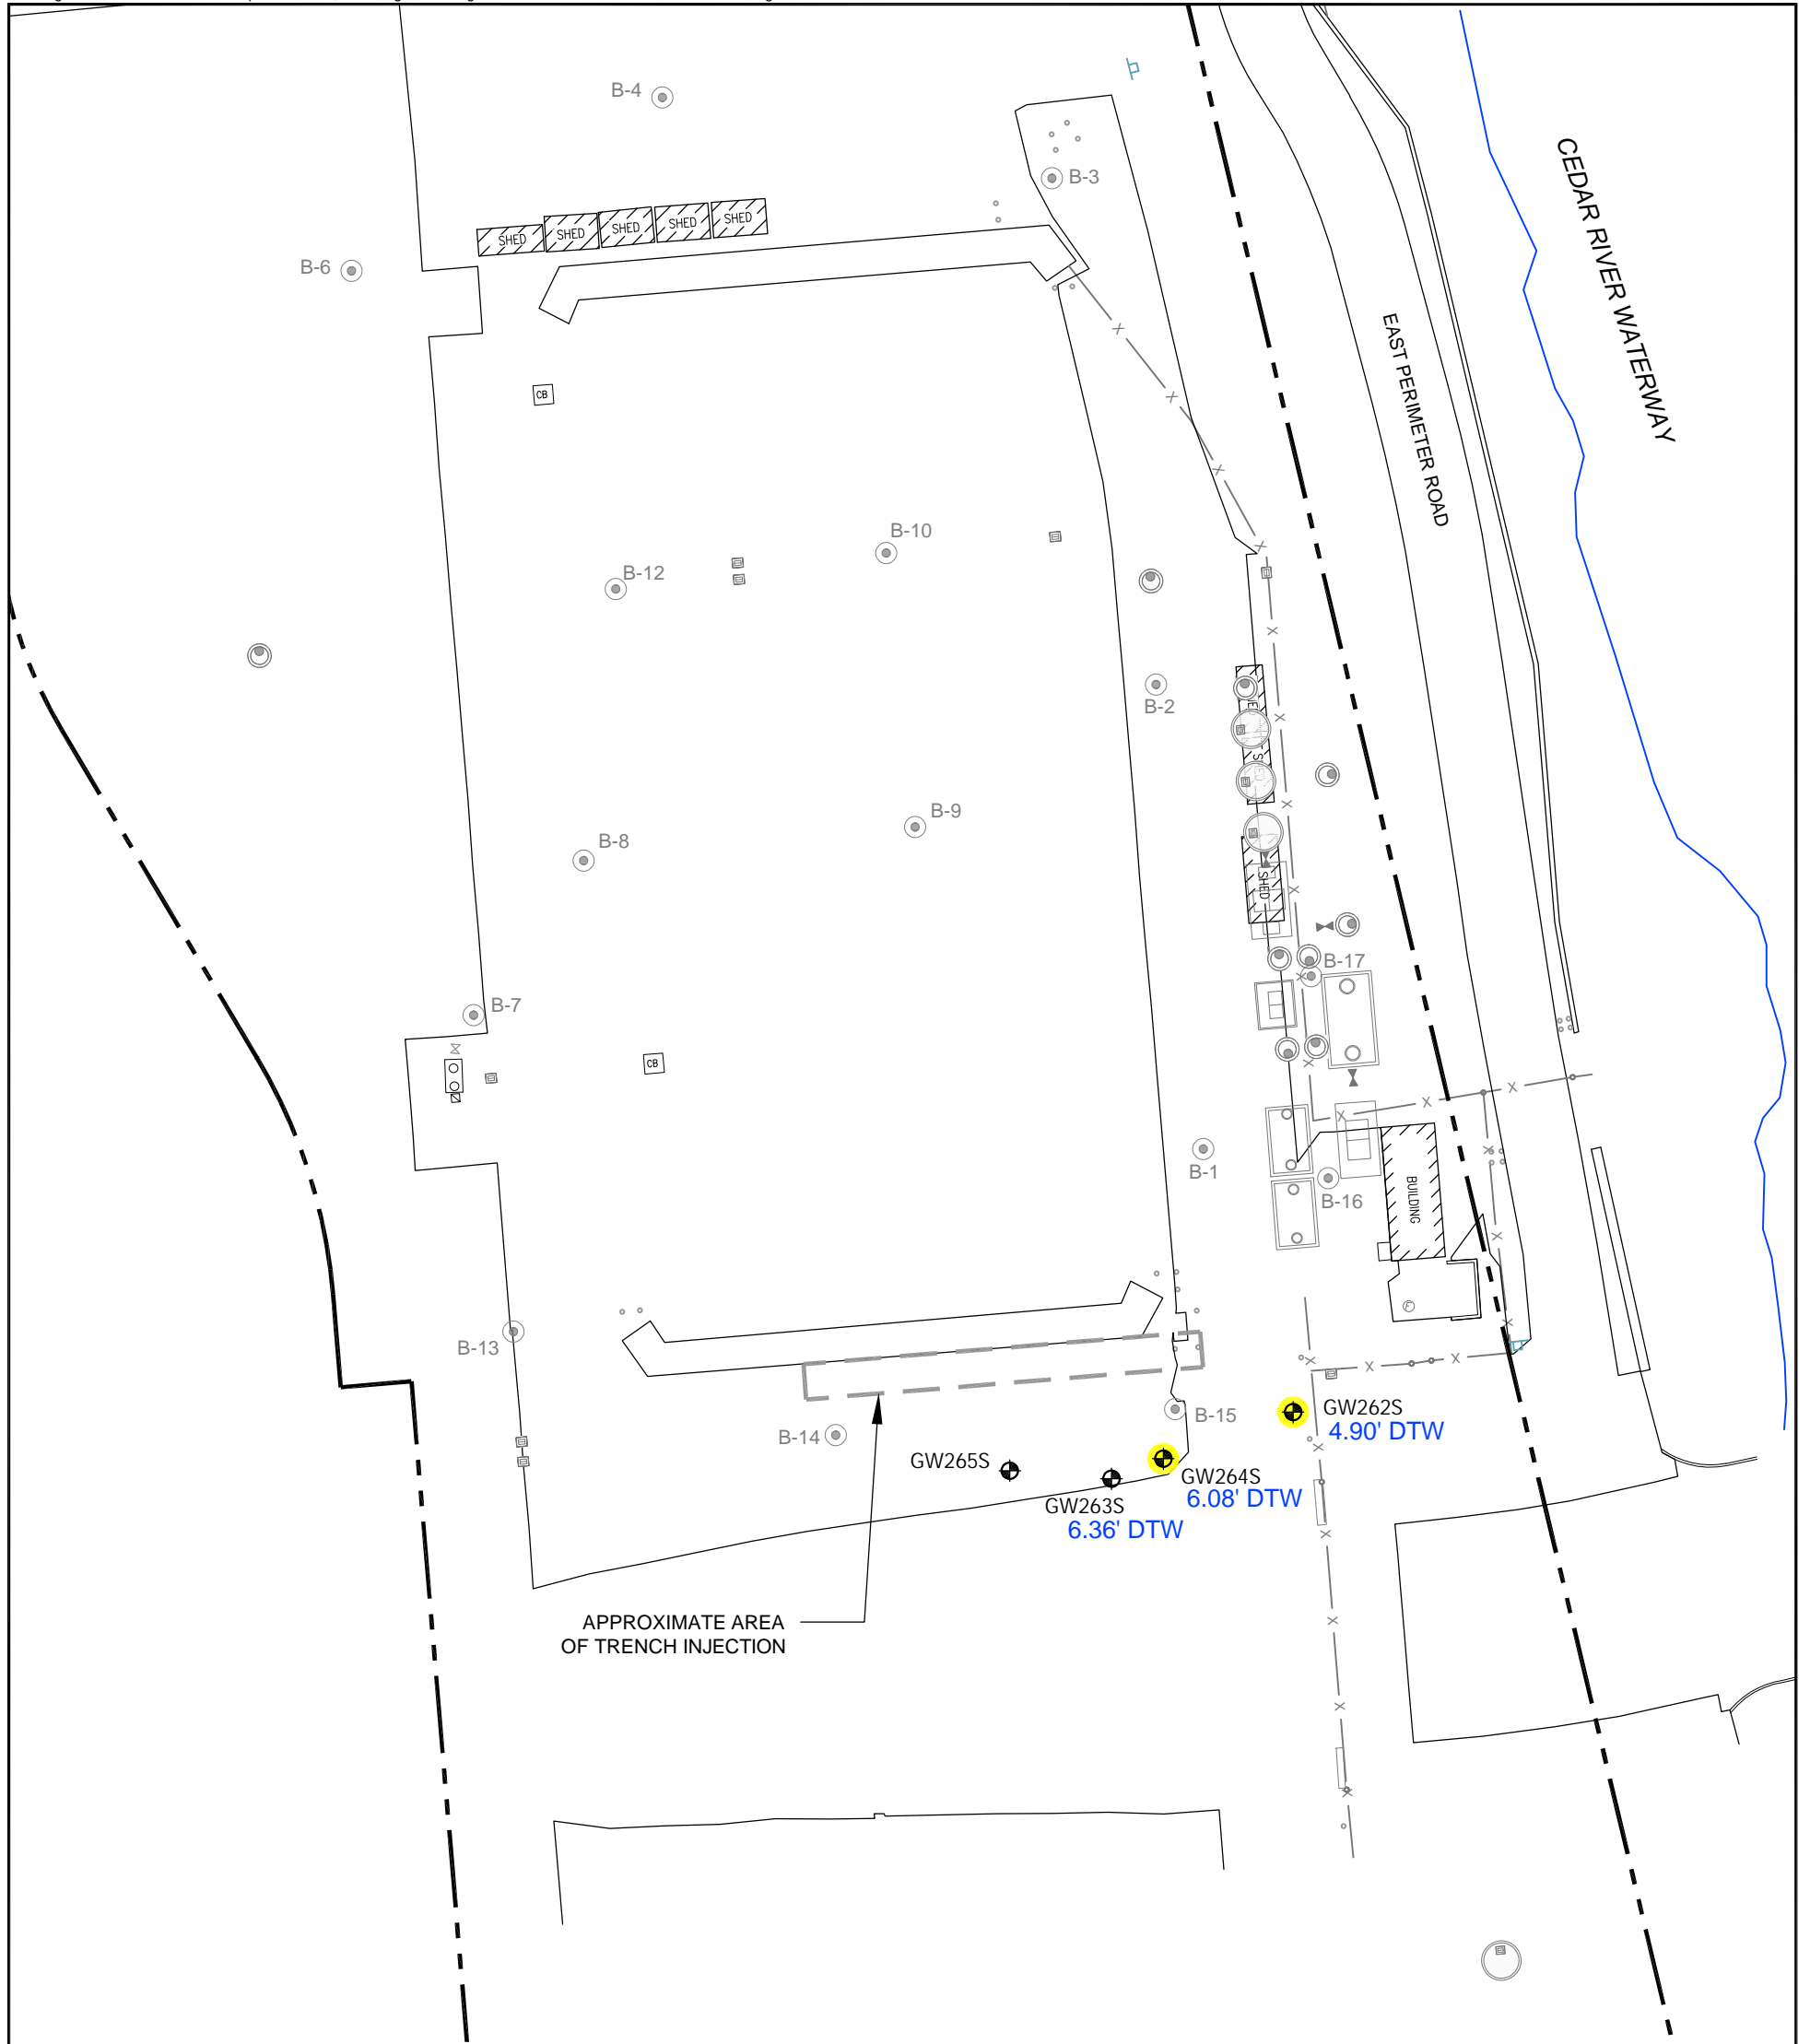 B-4
B-3
CEDAR RIVER WATERWAY
SHED
SHED
SHED
SHED
SHED
B-6
EAST PERIMETER ROAD
CB
B-10
B-12
B-2
B-9
B-8
SHED
B-17
B-7
CB
B-1
B-16
BUILDING
F
B-13
B-15
B-14
GW262S
4.90' DTW
GW265S
GW264S
6.08' DTW
GW263S
6.36' DTW
APPROXIMATE AREA
OF TRENCH INJECTION